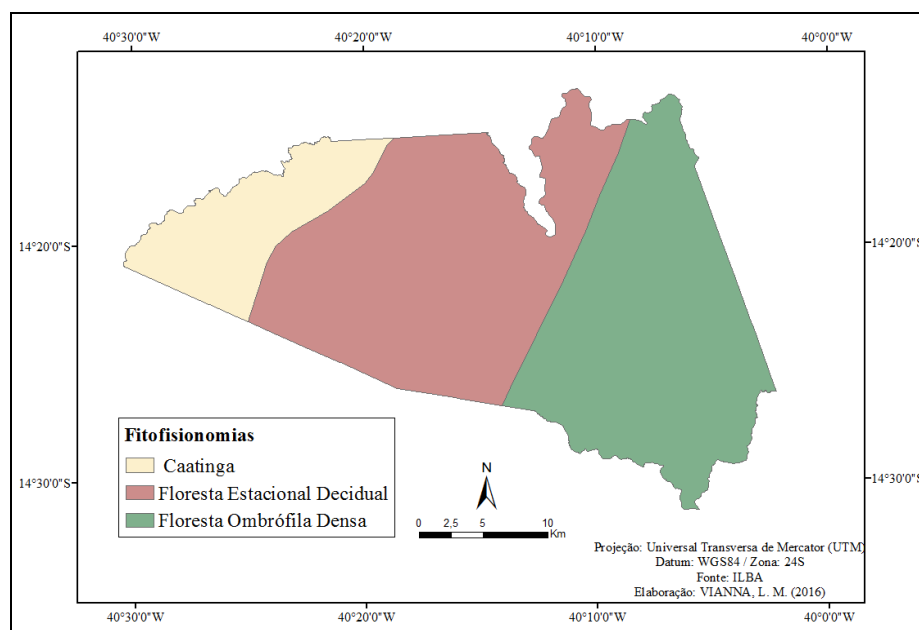 40°30'0"W 40°20'0"W 40°10'0"W 40°0'0"W
14°20'0"S 14°20'0"S
Fitofisionomias
Caatinga
Floresta Estacional Decidual
Floresta Ombrófila Densa
N
0 2,5 5 10
Km
14°30'0"S 14°30'0"S
Projeção: Universal Transversa de Mercator (UTM)
Datum: WGS84 / Zona: 24S
Fonte: ILBA
Elaboração: VIANNA, L. M. (2016)
40°30'0"W 40°20'0"W 40°10'0"W 40°0'0"W